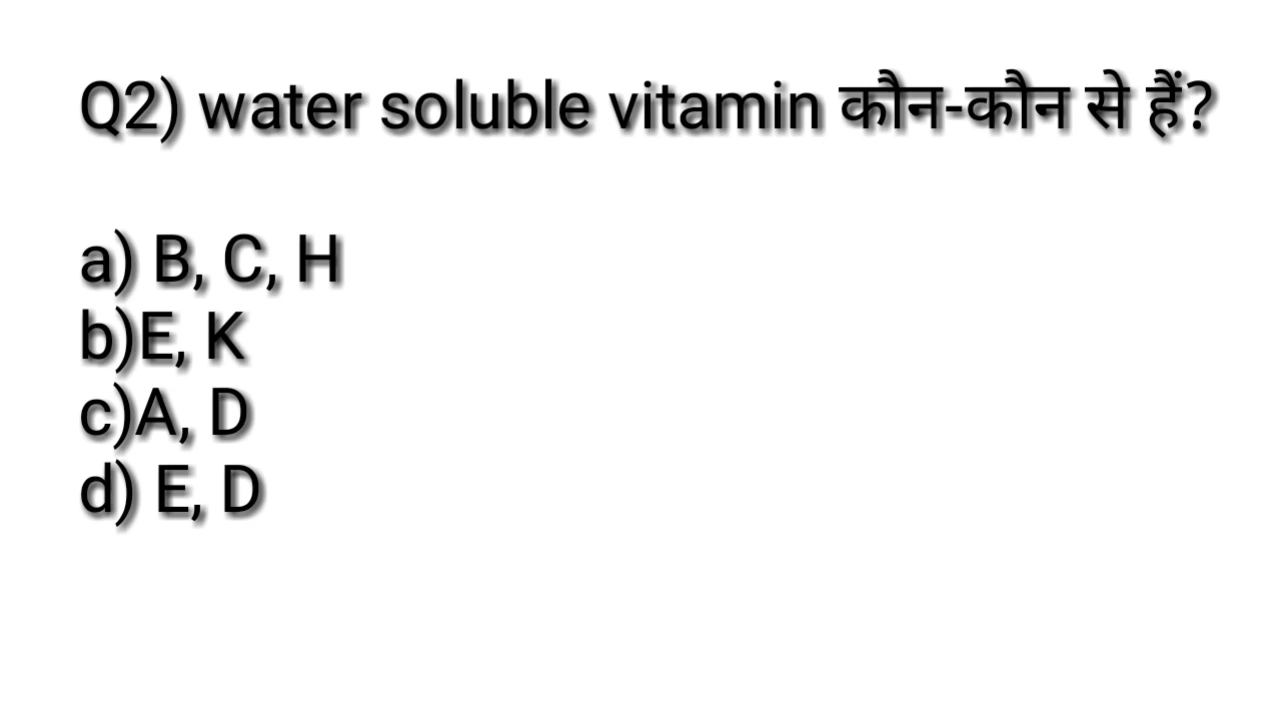 Q2) water soluble vitamin कौन-कौन से हैं?
a) B, C, H
b)E, K
c)A, D
d) E, D